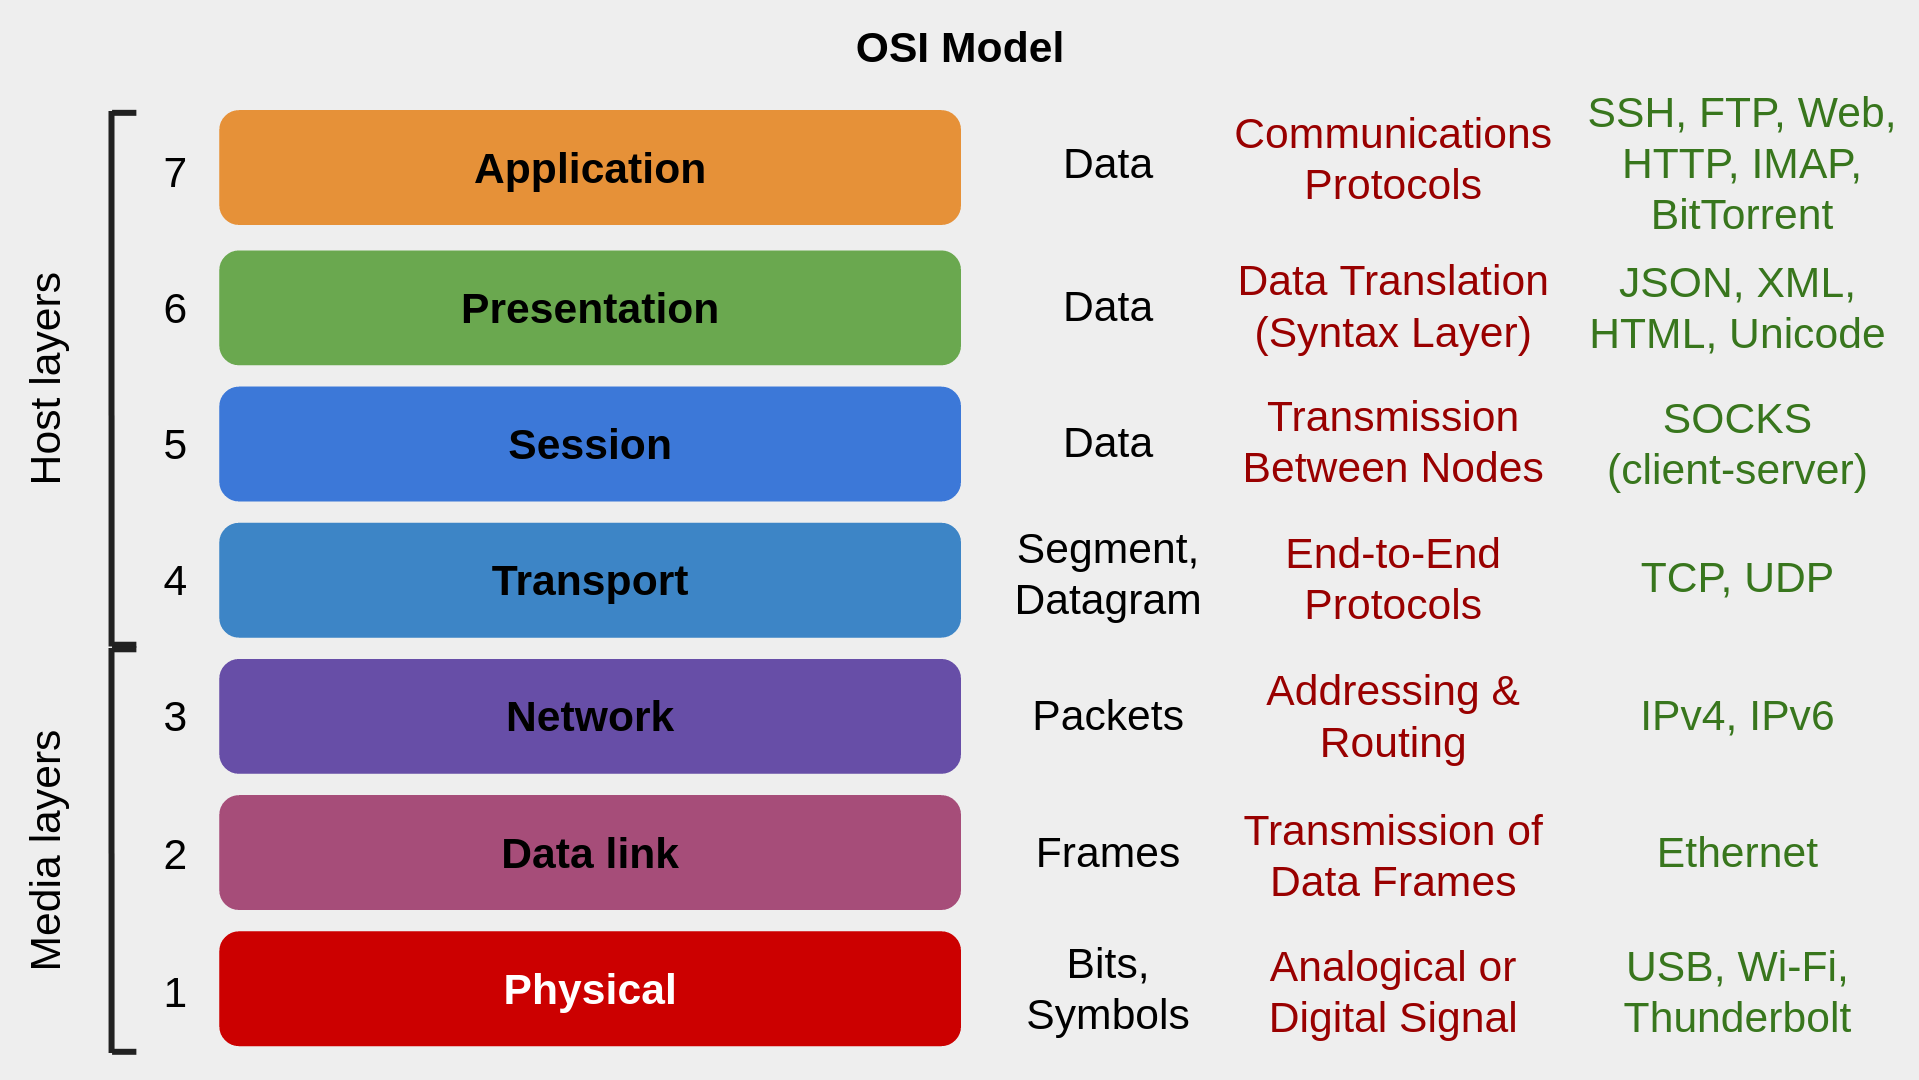 OSI Model
Host layers
7
Application
Data
Communications
Protocols
SSH, FTP, Web,
HTTP, IMAP,
BitTorrent
6
Presentation
Data
Data Translation
(Syntax Layer)
JSON, XML,
HTML, Unicode
5
Session
Data
Transmission
Between Nodes
SOCKS
(client-server)
4
Transport
Segment,
Datagram
End-to-End
Protocols
TCP, UDP
Media layers
3
Network
Packets
Addressing &
Routing
IPv4, IPv6
2
Data link
Frames
Transmission of
Data Frames
Ethernet
1
Physical
Bits,
Symbols
Analogical or
Digital Signal
USB, Wi-Fi,
Thunderbolt